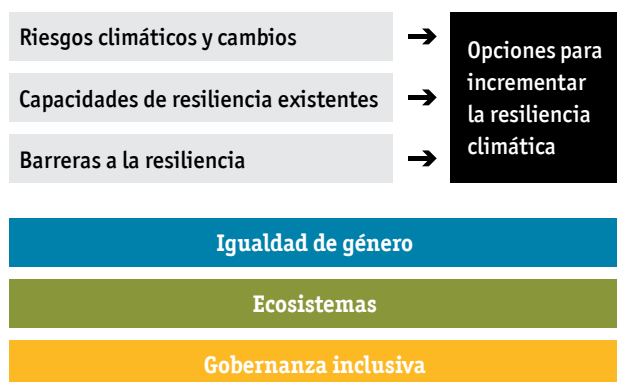 Riesgos climáticos y cambios
Capacidades de resiliencia existentes
Barreras a la resiliencia
Opciones para
incrementar
la resiliencia
climática
Igualdad de género
Ecosistemas
Gobernanza inclusiva